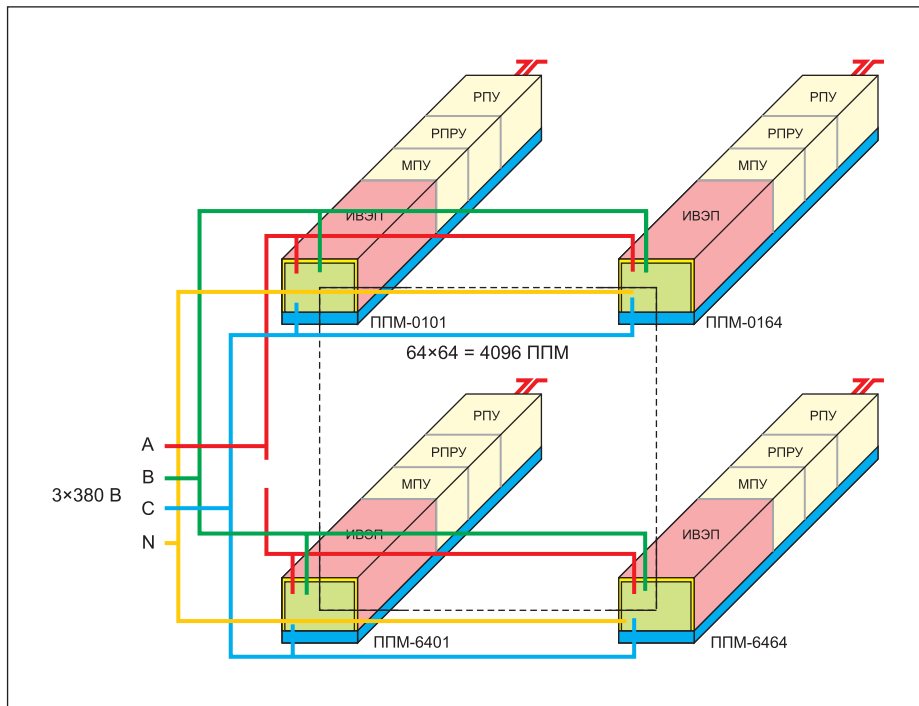 РПУ
РПУ
РПРУ
РПРУ
МПУ
МПУ
ИВЭП
ИВЭП
ППМ-0101
ППМ-0164
64×64 = 4096 ППМ
РПУ
РПУ
A
РПРУ
РПРУ
B
МПУ
МПУ
3×380 В
C
N
ИВЭП
ИВЭП
ППМ-6401
ППМ-6464